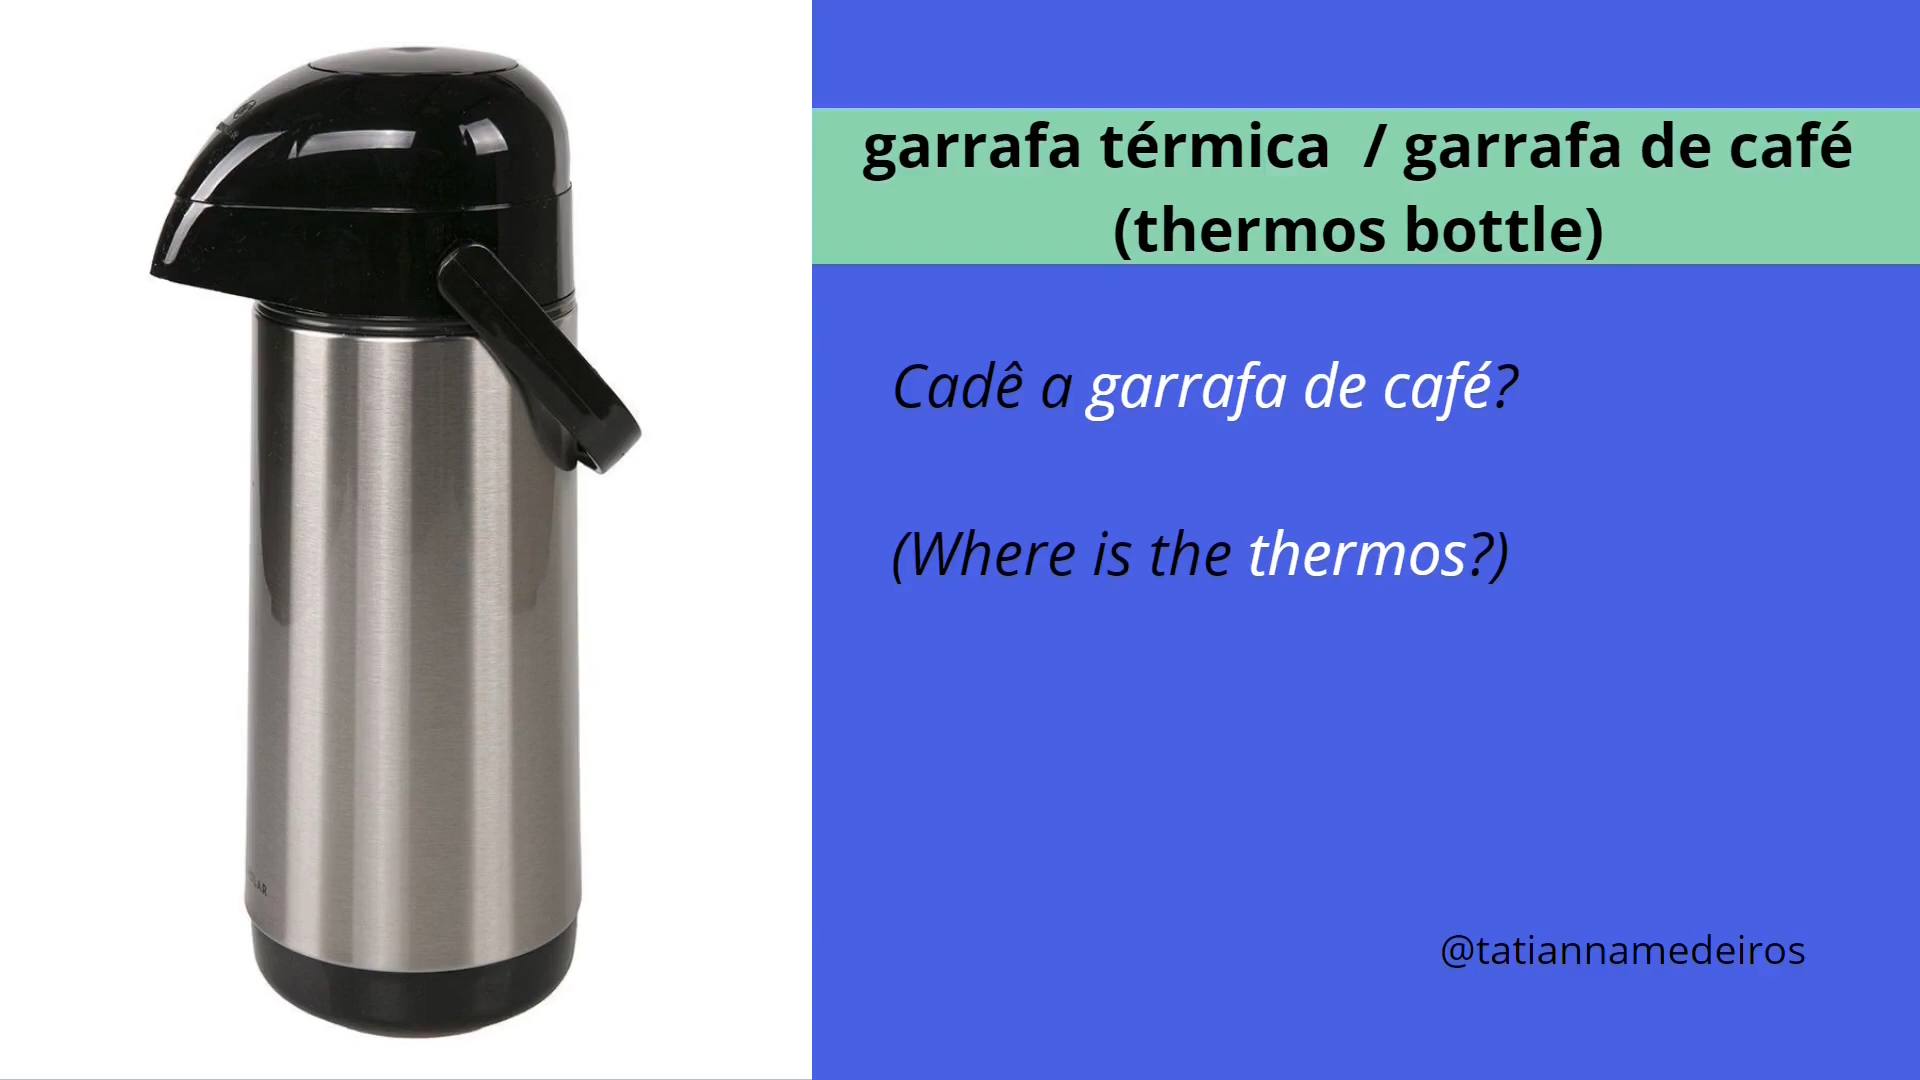 garrafa térmica / garrafa de café
(thermos bottle)
Cadê a garrafa de café?
(Where is the thermos?)
@tatiannamedeiros